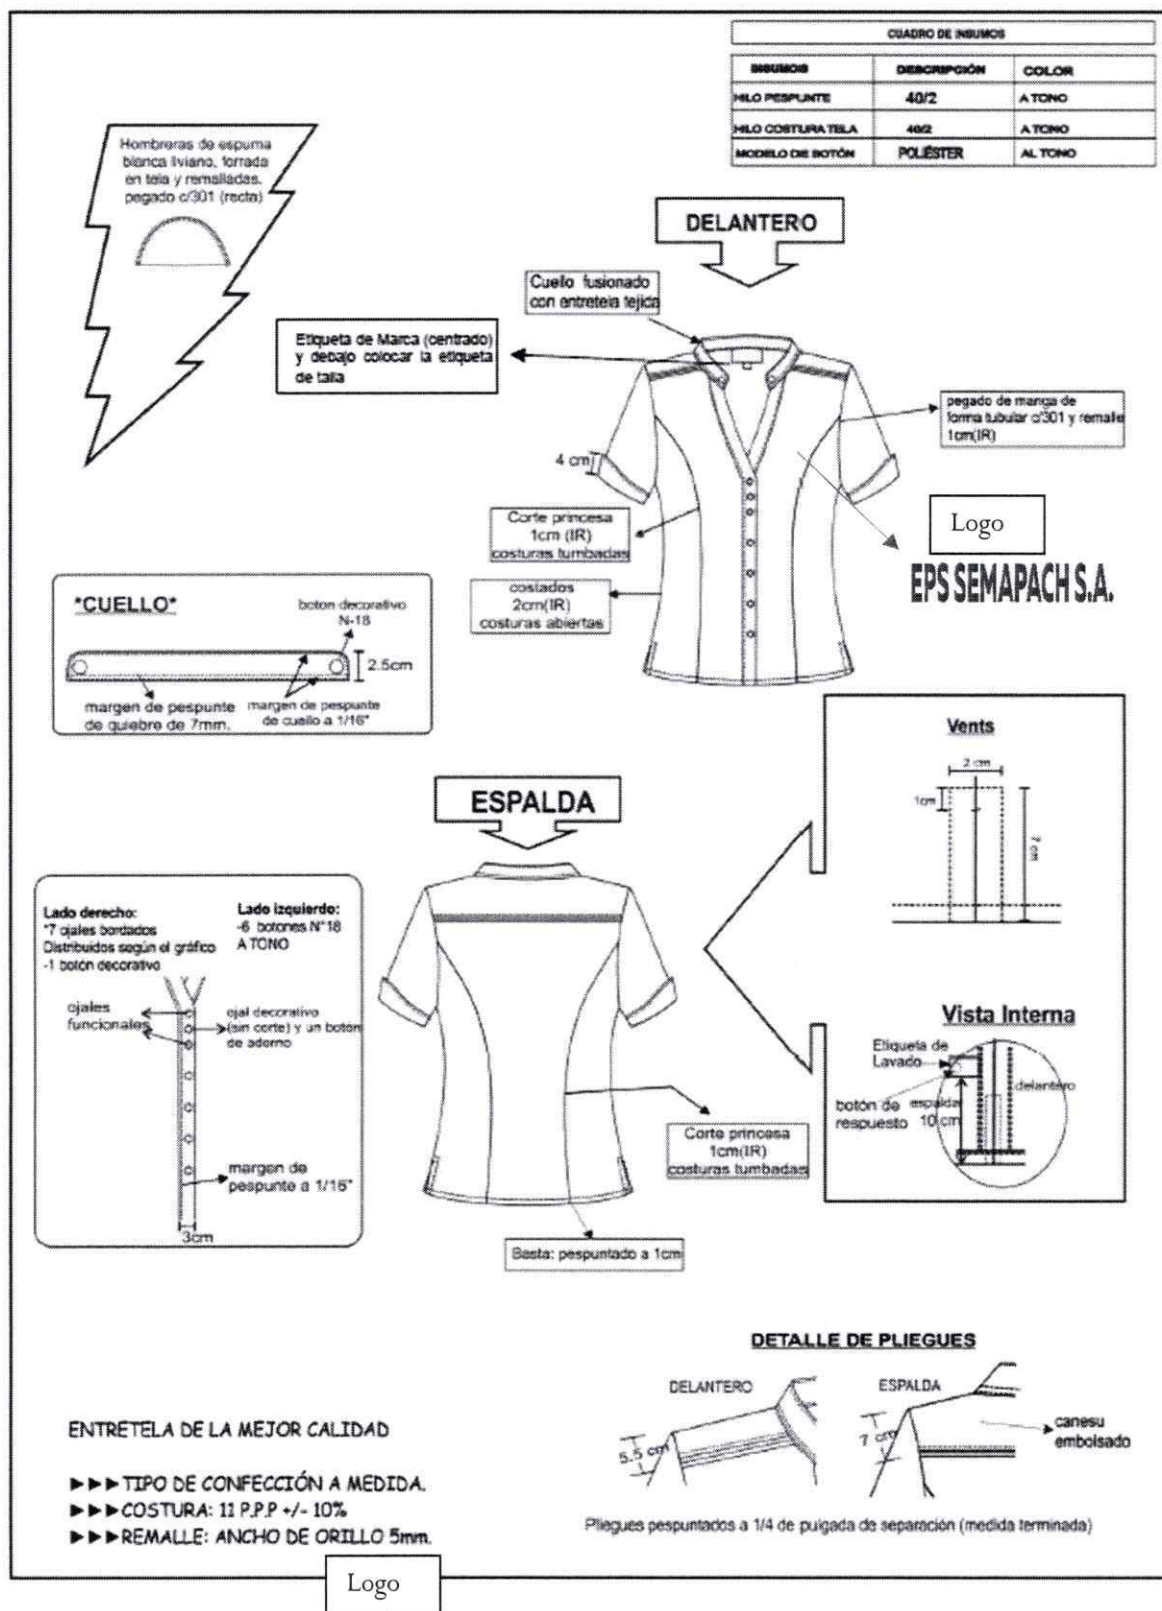 CUADRO DE INSUMOS
INSUMOS DESCRIPCIÓN COLOR
HILO PESPUNTE 40/2 A TONO
HILO COSTURA TELA 40/2 A TONO
MODELO DE BOTÓN POLIÉSTER AL TONO
Hombreras de espuma
blanca liviano, forrada
en tela y remalladas.
pegado c/301 (recta)
DELANTERO
Cuello fusionado
con entretela tejida
Etiqueta de Marca (centrado)
y debajo colocar la etiqueta
de talla
pegado de manga de
forma tubular c/301 y remalle
1cm(IR)
4 cm
Corte princesa
1cm (IR)
costuras tumbadas
Logo
EPS SEMAPACH S.A.
costados
2cm(IR)
costuras abiertas
*CUELLO*
boton decorativo
N-18
2.5cm
margen de pespunte
de quiebre de 7mm.
margen de pespunte
de cuello a 1/16"
Vents
2 cm
1cm
7 cm
ESPALDA
Lado derecho:
*7 ojales bordados
Distribuidos según el gráfico
-1 botón decorativo
Lado izquierdo:
-6 botones N°18
A TONO
ojales
funcionales
ojal decorativo
(sin corte) y un botón
de adorno
margen de
pespunte a 1/16"
3cm
Vista Interna
Etiqueta de
Lavado
delantero
botón de
respuesto
espalda
10 cm
Corte princesa
1cm(IR)
costuras tumbadas
Basta: pespuntado a 1cm
DETALLE DE PLIEGUES
DELANTERO
ESPALDA
5.5 cm
7 cm
canesu
embolsado
Pliegues pespuntados a 1/4 de pulgada de separación (medida terminada)
ENTRETELA DE LA MEJOR CALIDAD
►►►TIPO DE CONFECCIÓN A MEDIDA.
►►►COSTURA: 11 P.P.P +/- 10%
►►►REMALLE: ANCHO DE ORILLO 5mm.
Logo